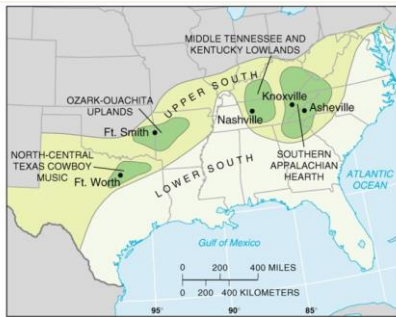 MIDDLE TENNESSEE AND
KENTUCKY LOWLANDS
OZARK-OUACHITA
UPLANDS
UPPER SOUTH
Knoxville
Asheville
Ft. Smith
Nashville
NORTH-CENTRAL
TEXAS COWBOY
MUSIC
Ft. Worth
SOUTHERN
APPALACHIAN
HEARTH
LOWER SOUTH
ATLANTIC
OCEAN
Gulf of Mexico
0 200 400 MILES
0 200 400 KILOMETERS
95° 90° 85°